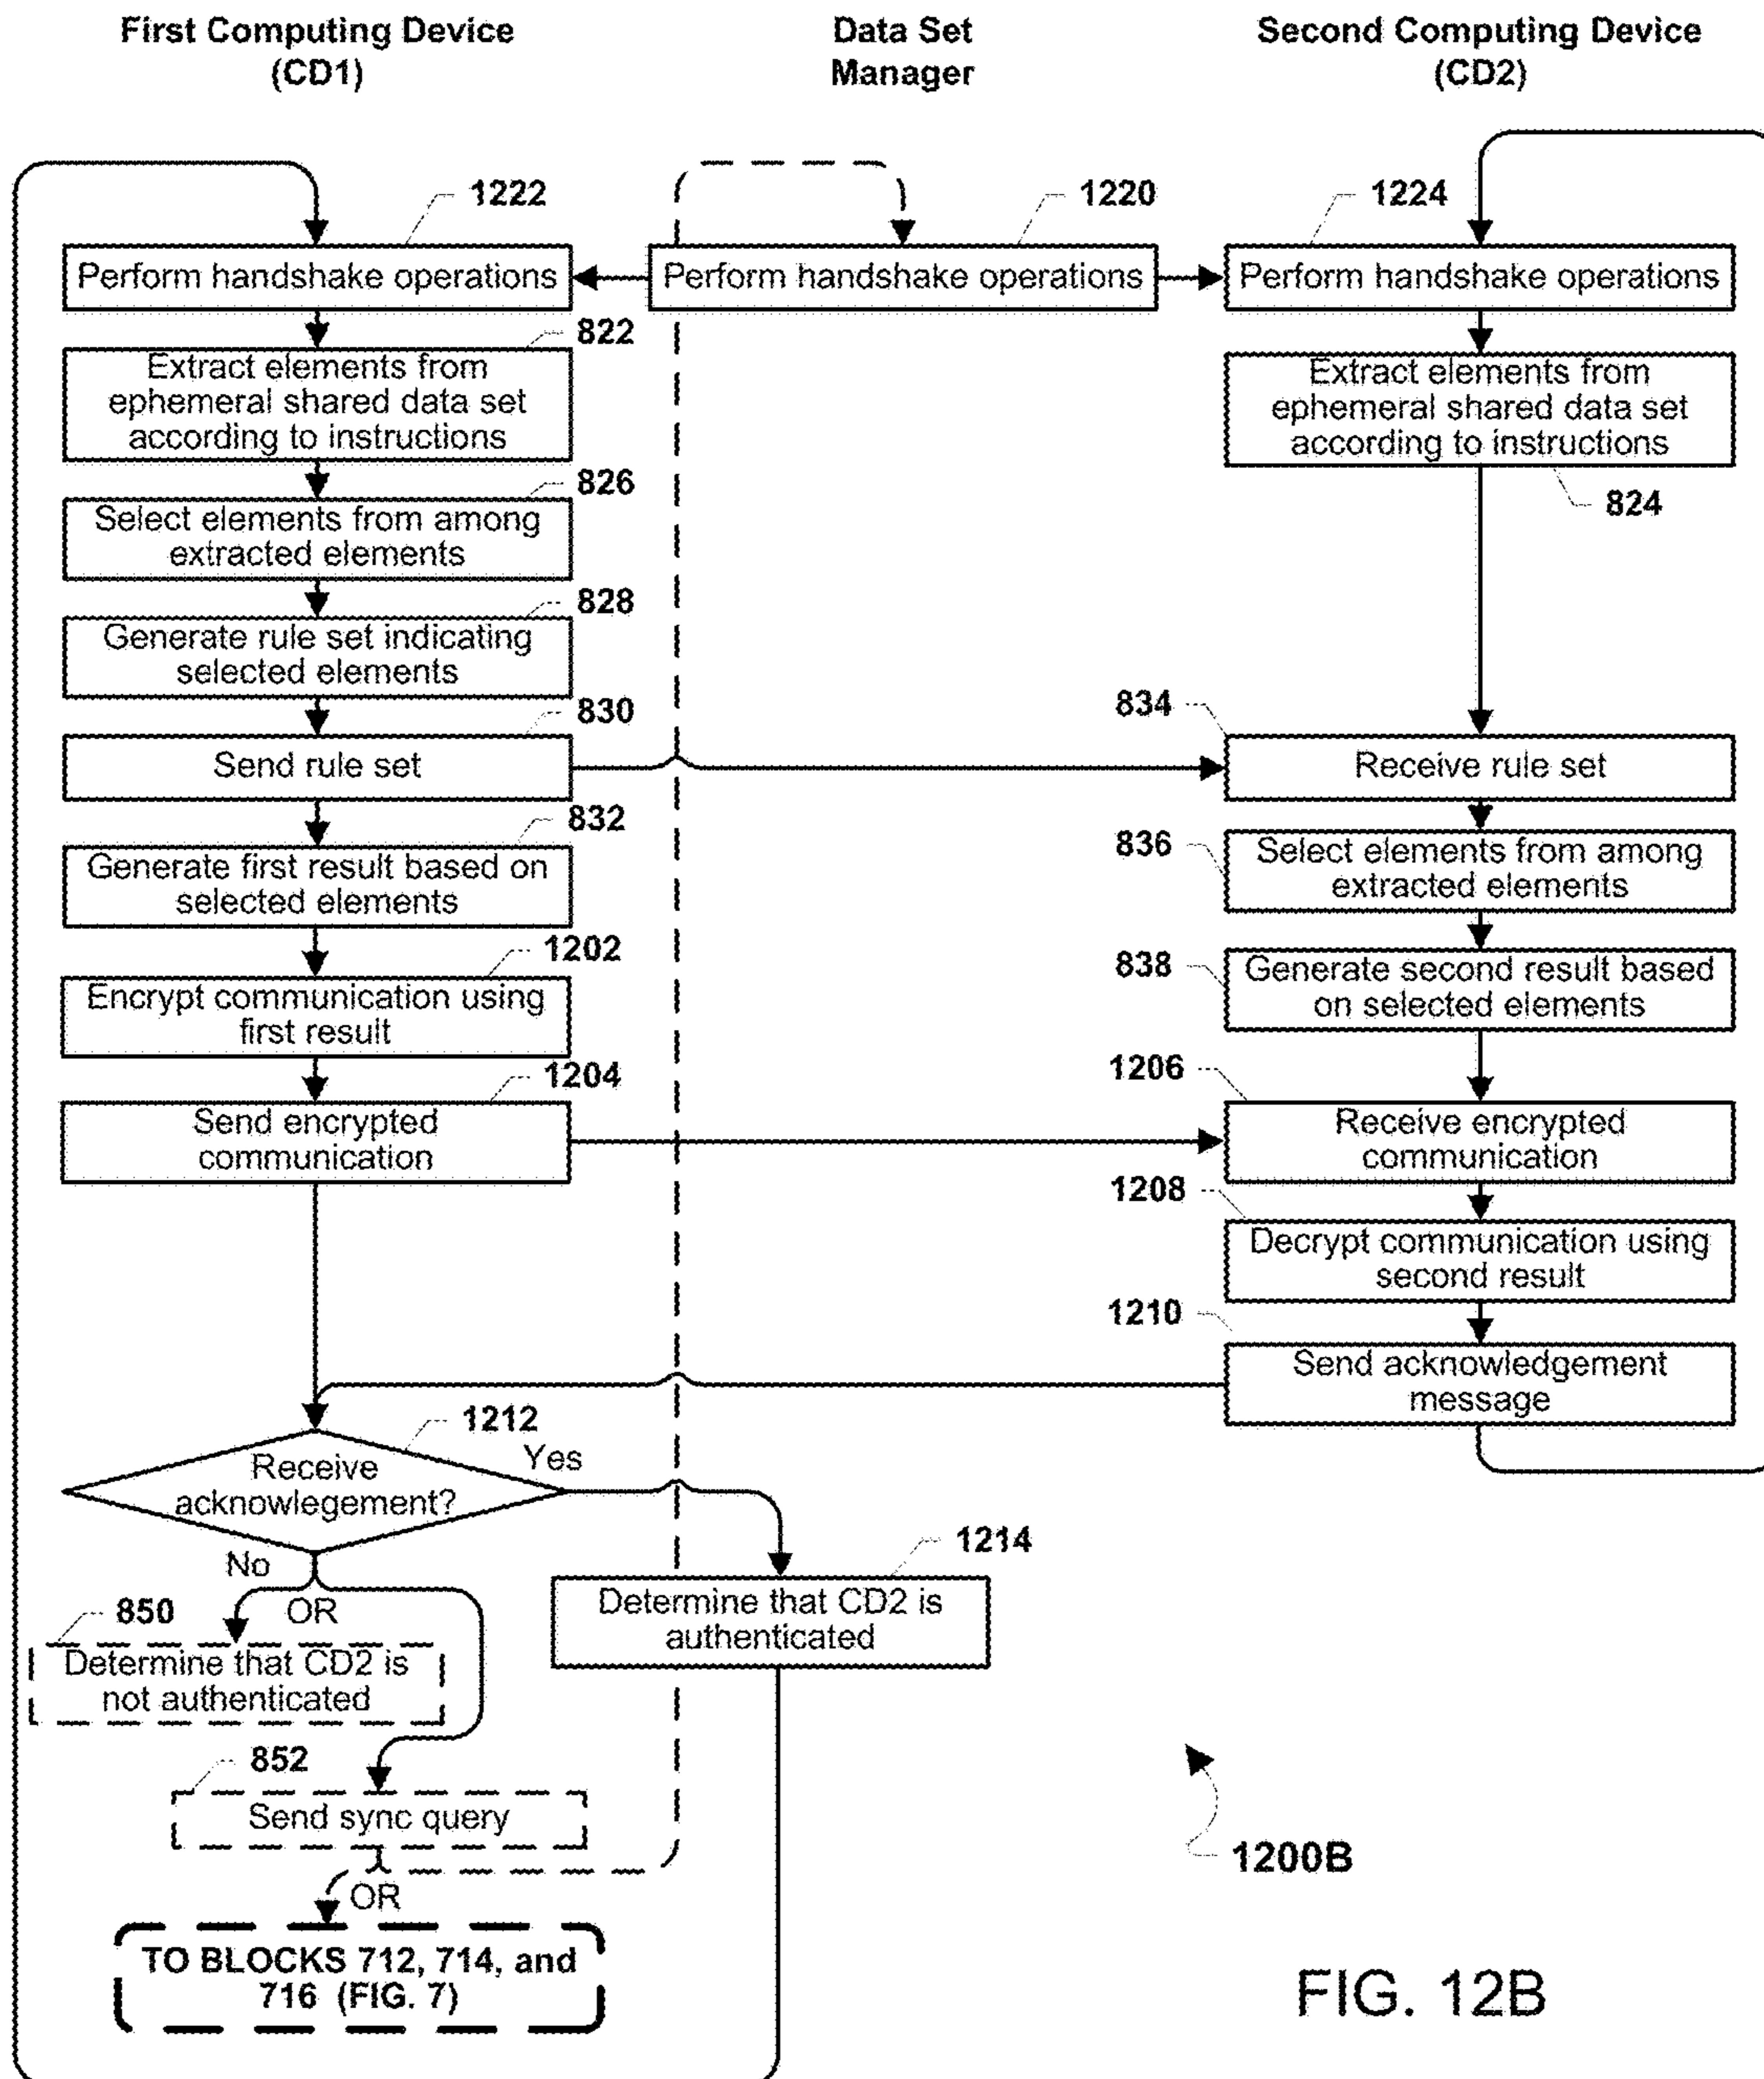 First Computing Device
(CD1)
Data Set
Manager
Second Computing Device
(CD2)
1222
1220
1224
Perform handshake operations
Perform handshake operations
Perform handshake operations
822
Extract elements from
ephemeral shared data set
according to instructions
Extract elements from
ephemeral shared data set
according to instructions
824
826
Select elements from among
extracted elements
828
Generate rule set indicating
selected elements
830
Send rule set
834
Receive rule set
832
Generate first result based on
selected elements
836
Select elements from among
extracted elements
1202
Encrypt communication using
first result
838
Generate second result based
on selected elements
1204
Send encrypted
communication
1206
Receive encrypted
communication
1208
Decrypt communication using
second result
1210
Send acknowledgement
message
1212
Receive
acknowlegement?
Yes
No
OR
1214
Determine that CD2 is
authenticated
850
Determine that CD2 is
not authenticated
852
Send sync query
OR
TO BLOCKS 712, 714, and
716 (FIG. 7)
1200B
FIG. 12B